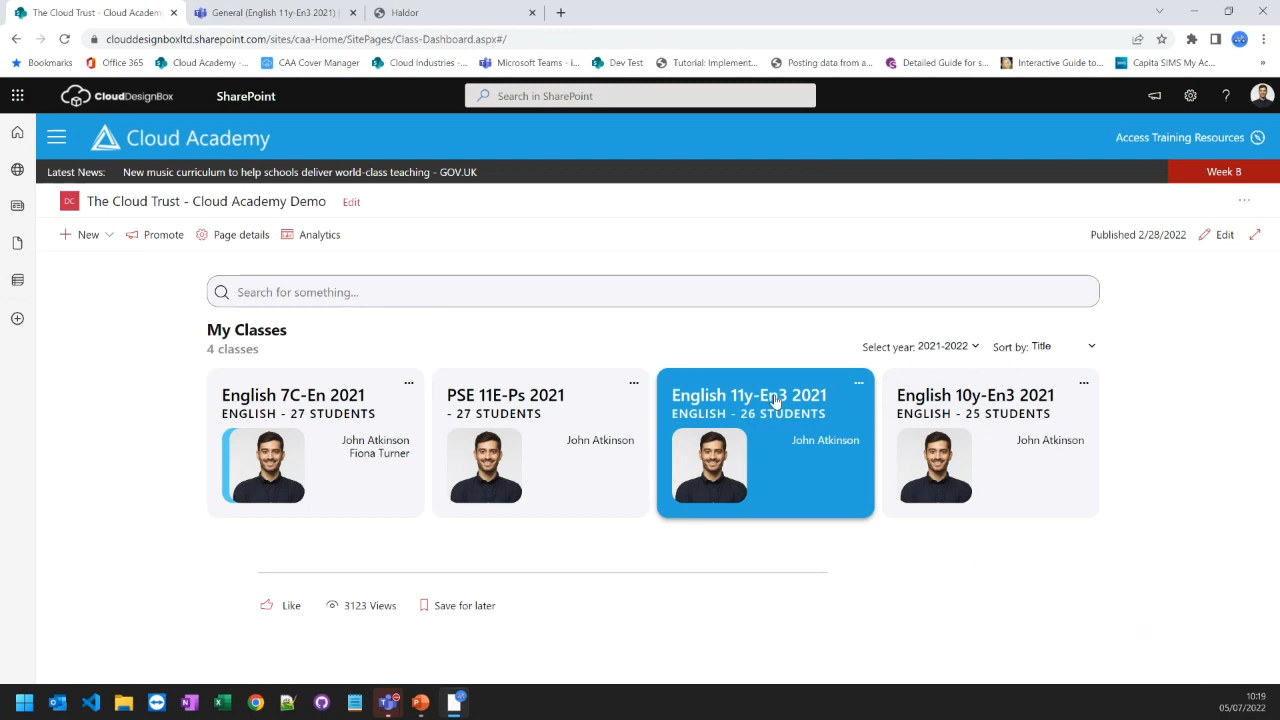 The Cloud Trust - Cloud Academ
General (English 11y-En3 2021) |
Haldor
clouddesignboxltd.sharepoint.com/sites/caa-Home/SitePages/Class-Dashboard.aspx#/
Bookmarks
Office 365
Cloud Academy -...
CAA Cover Manager
Cloud Industries -...
Microsoft Teams - i...
Dev Test
Tutorial: Implement...
Posting data from a...
Detailed Guide for s...
Interactive Guide to...
Capita SIMS My Ac...
»
CloudDesignBox
SharePoint
Search in SharePoint
Cloud Academy
Access Training Resources
Latest News: New music curriculum to help schools deliver world-class teaching - GOV.UK
Week B
DC
The Cloud Trust - Cloud Academy Demo
Edit
New
Promote
Page details
Analytics
Published 2/28/2022
Edit
Search for something...
My Classes
4 classes
Select year: 2021-2022
Sort by: Title
English 7C-En 2021
ENGLISH - 27 STUDENTS
John Atkinson
Fiona Turner
PSE 11E-Ps 2021
- 27 STUDENTS
John Atkinson
English 11y-En3 2021
ENGLISH - 26 STUDENTS
John Atkinson
English 10y-En3 2021
ENGLISH - 25 STUDENTS
John Atkinson
Like
3123 Views
Save for later
10:19
05/07/2022